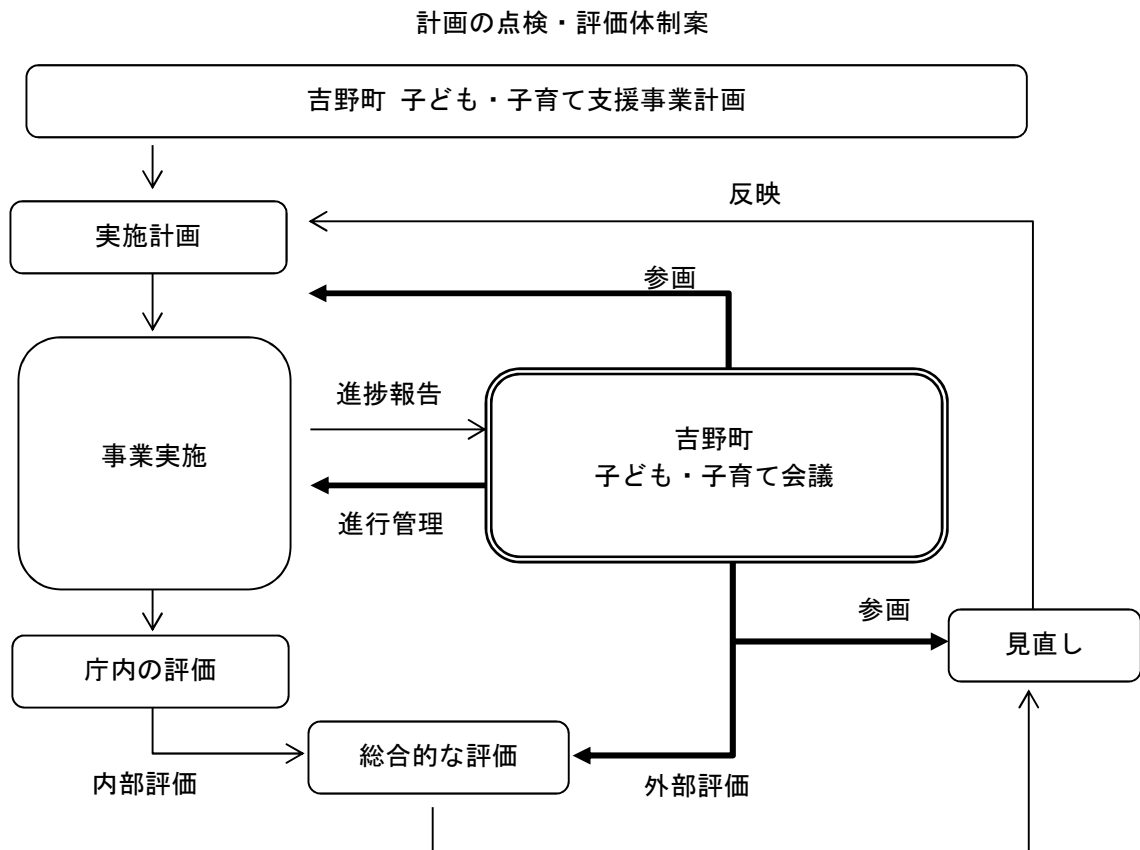 計画の点検・評価体制案
吉野町 子ども・子育て支援事業計画
反映
実施計画
参画
進捗報告
吉野町
子ども・子育て会議
事業実施
進行管理
参画
見直し
庁内の評価
総合的な評価
内部評価
外部評価